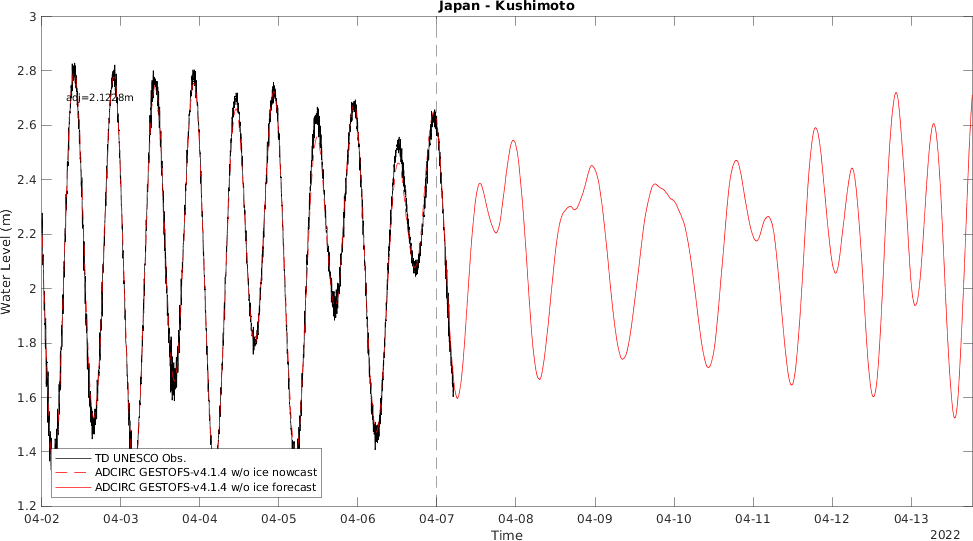 Japan - Kushimoto
3
2.8
adj=2.1228m
2.6
2.4
2.2
Water Level (m)
2
1.8
1.6
1.4
TD UNESCO Obs.
ADCIRC GESTOFS-v4.1.4 w/o ice nowcast
ADCIRC GESTOFS-v4.1.4 w/o ice forecast
1.2
04-02 04-03 04-04 04-05 04-06 04-07 04-08 04-09 04-10 04-11 04-12 04-13
Time
2022